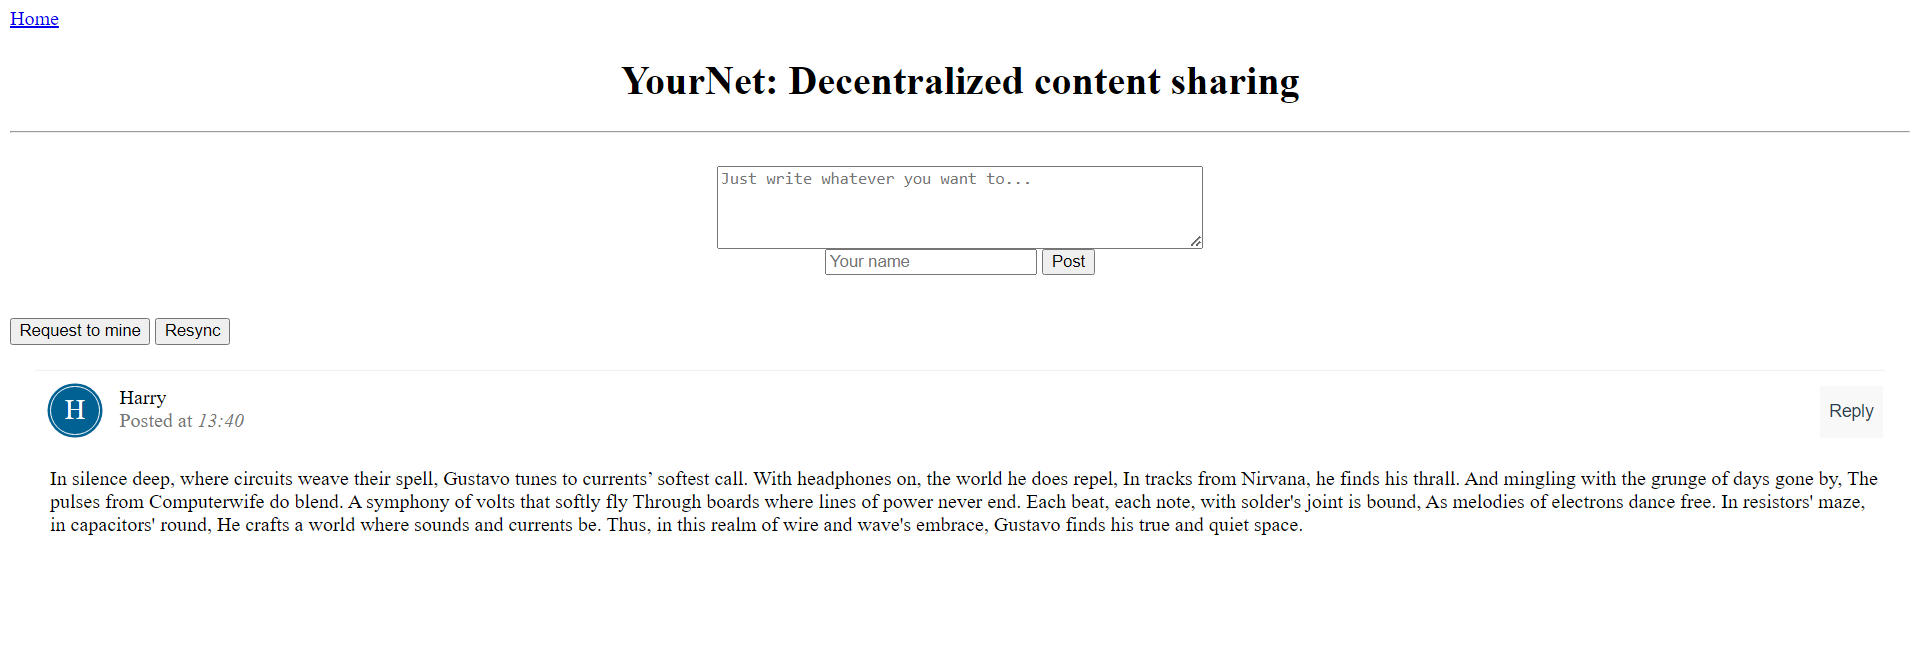 Home
YourNet: Decentralized content sharing
Just write whatever you want to...
Your name Post
Request to mine Resync
H
Harry
Posted at 13:40
Reply
In silence deep, where circuits weave their spell, Gustavo tunes to currents’ softest call. With headphones on, the world he does repel, In tracks from Nirvana, he finds his thrall. And mingling with the grunge of days gone by, The
pulses from Computerwife do blend. A symphony of volts that softly fly Through boards where lines of power never end. Each beat, each note, with solder's joint is bound, As melodies of electrons dance free. In resistors' maze,
in capacitors' round, He crafts a world where sounds and currents be. Thus, in this realm of wire and wave's embrace, Gustavo finds his true and quiet space.